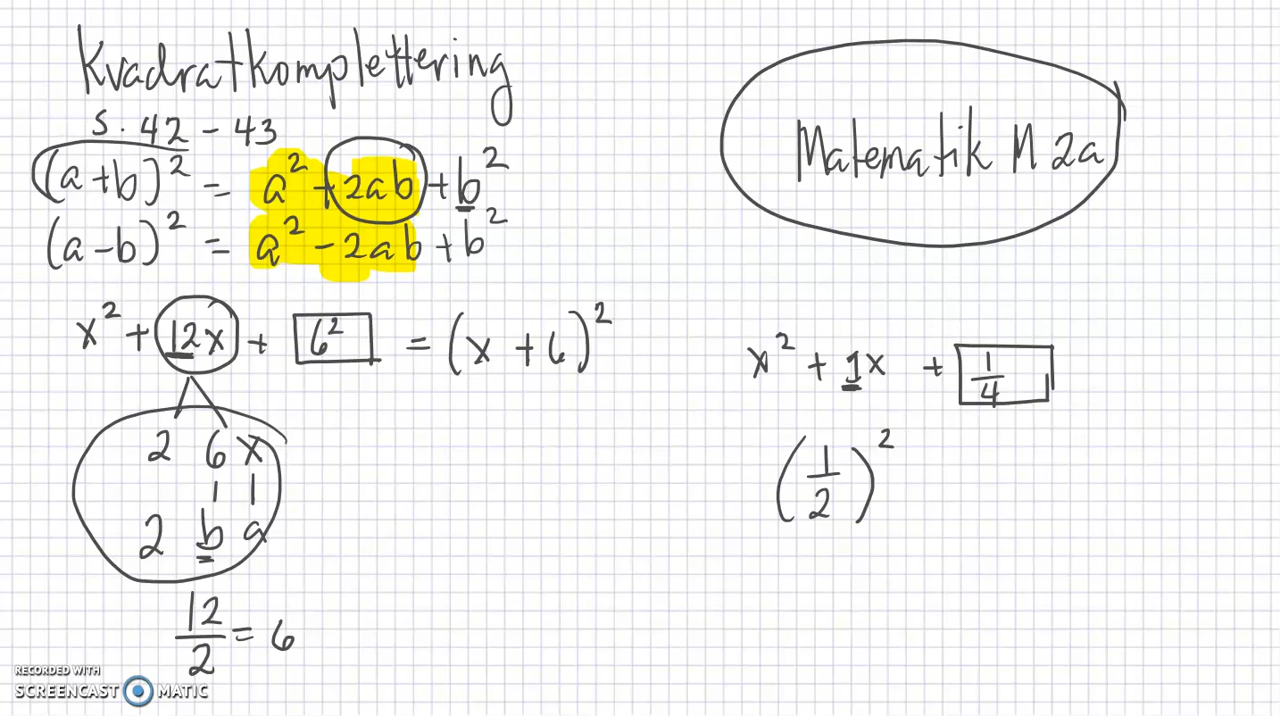 Kvadratkomplettering
s. 42 - 43
(a+b)² = a² + 2ab + b²
(a-b)² = a² - 2ab + b²
x² + 12x + 6² = (x + 6)²
2 6 x
2 b a
12/2 = 6
Matematik M 2a
x² + 1x + 1/4
(1/2)²
RECORDED WITH
SCREENCAST MATIC